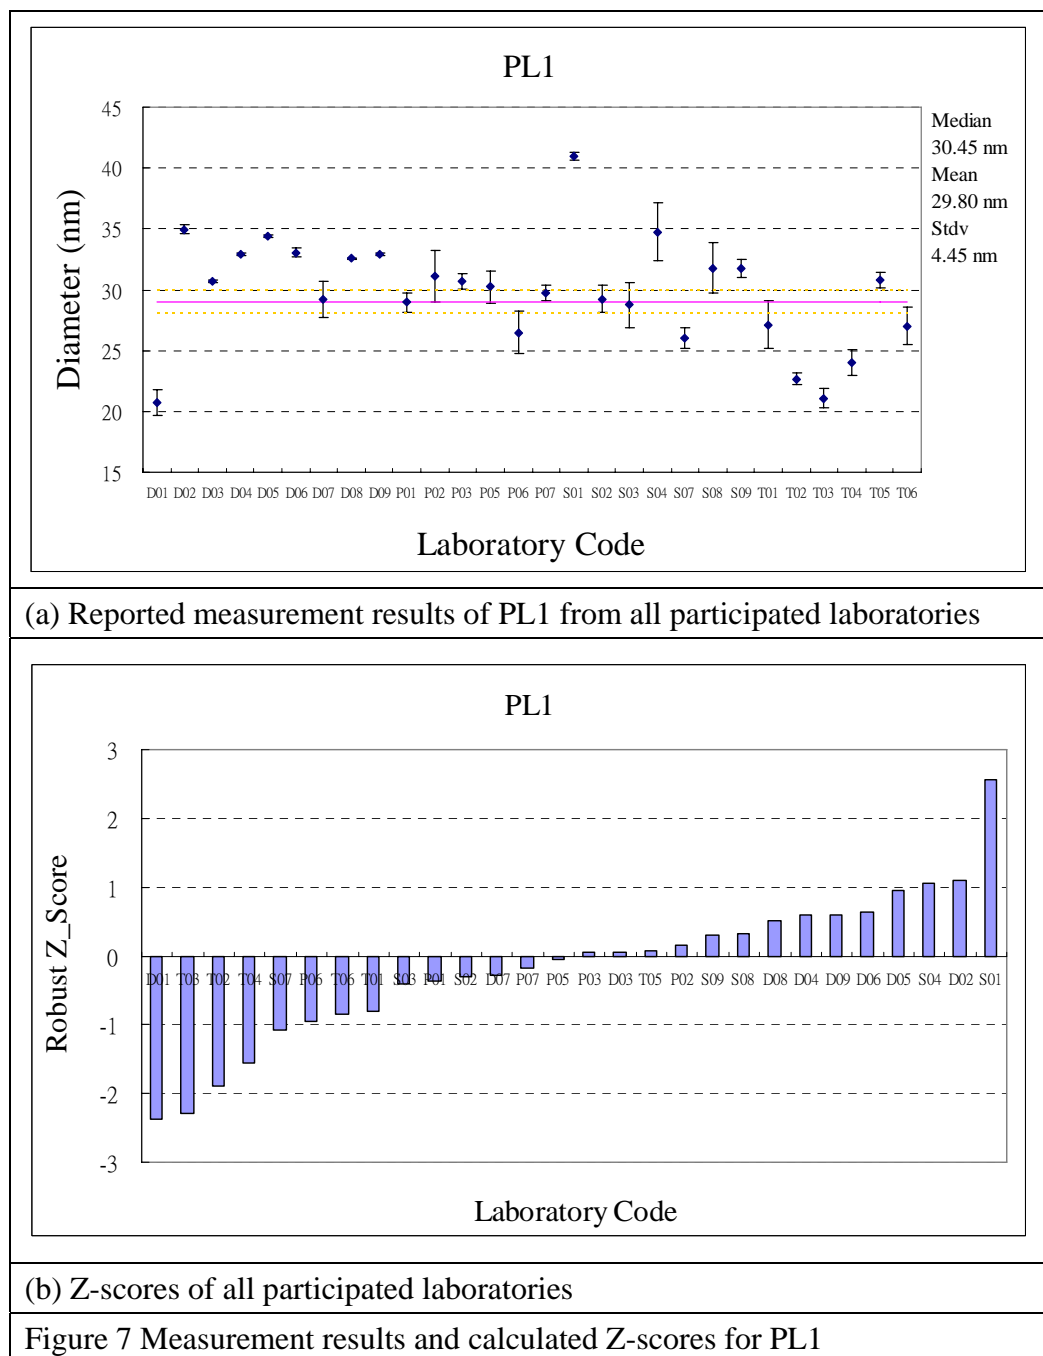 PL1
45
40
35
30
25
20
15
Diameter (nm)
Median
30.45 nm
Mean
29.80 nm
Stdv
4.45 nm
D01 D02 D03 D04 D05 D06 D07 D08 D09 P01 P02 P03 P05 P06 P07 S01 S02 S03 S04 S07 S08 S09 T01 T02 T03 T04 T05 T06
Laboratory Code
(a) Reported measurement results of PL1 from all participated laboratories
PL1
3
2
1
0
-1
-2
-3
Robust Z_Score
D01 T03 T02 T04 S07 P06 T06 T01 S03 P01 S02 D07 P07 P05 P03 D03 T05 P02 S09 S08 D08 D04 D09 D06 D05 S04 D02 S01
Laboratory Code
(b) Z-scores of all participated laboratories
Figure 7 Measurement results and calculated Z-scores for PL1